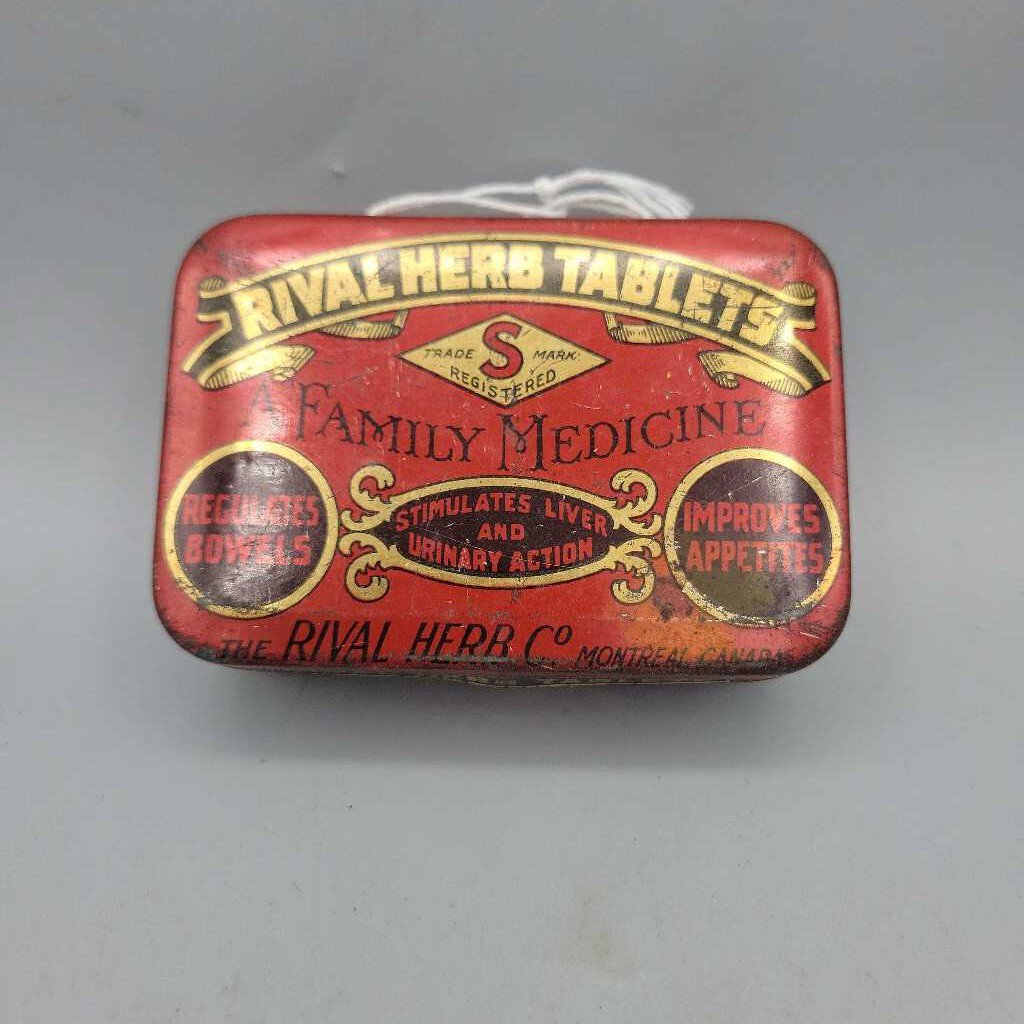 RIVAL HERB TABLETS
TRADE S MARK
REGISTERED
A FAMILY MEDICINE
REGULATES
BOWELS
STIMULATES LIVER
AND
URINARY ACTION
IMPROVES
APPETITES
THE RIVAL HERB Co MONTREAL CANADA